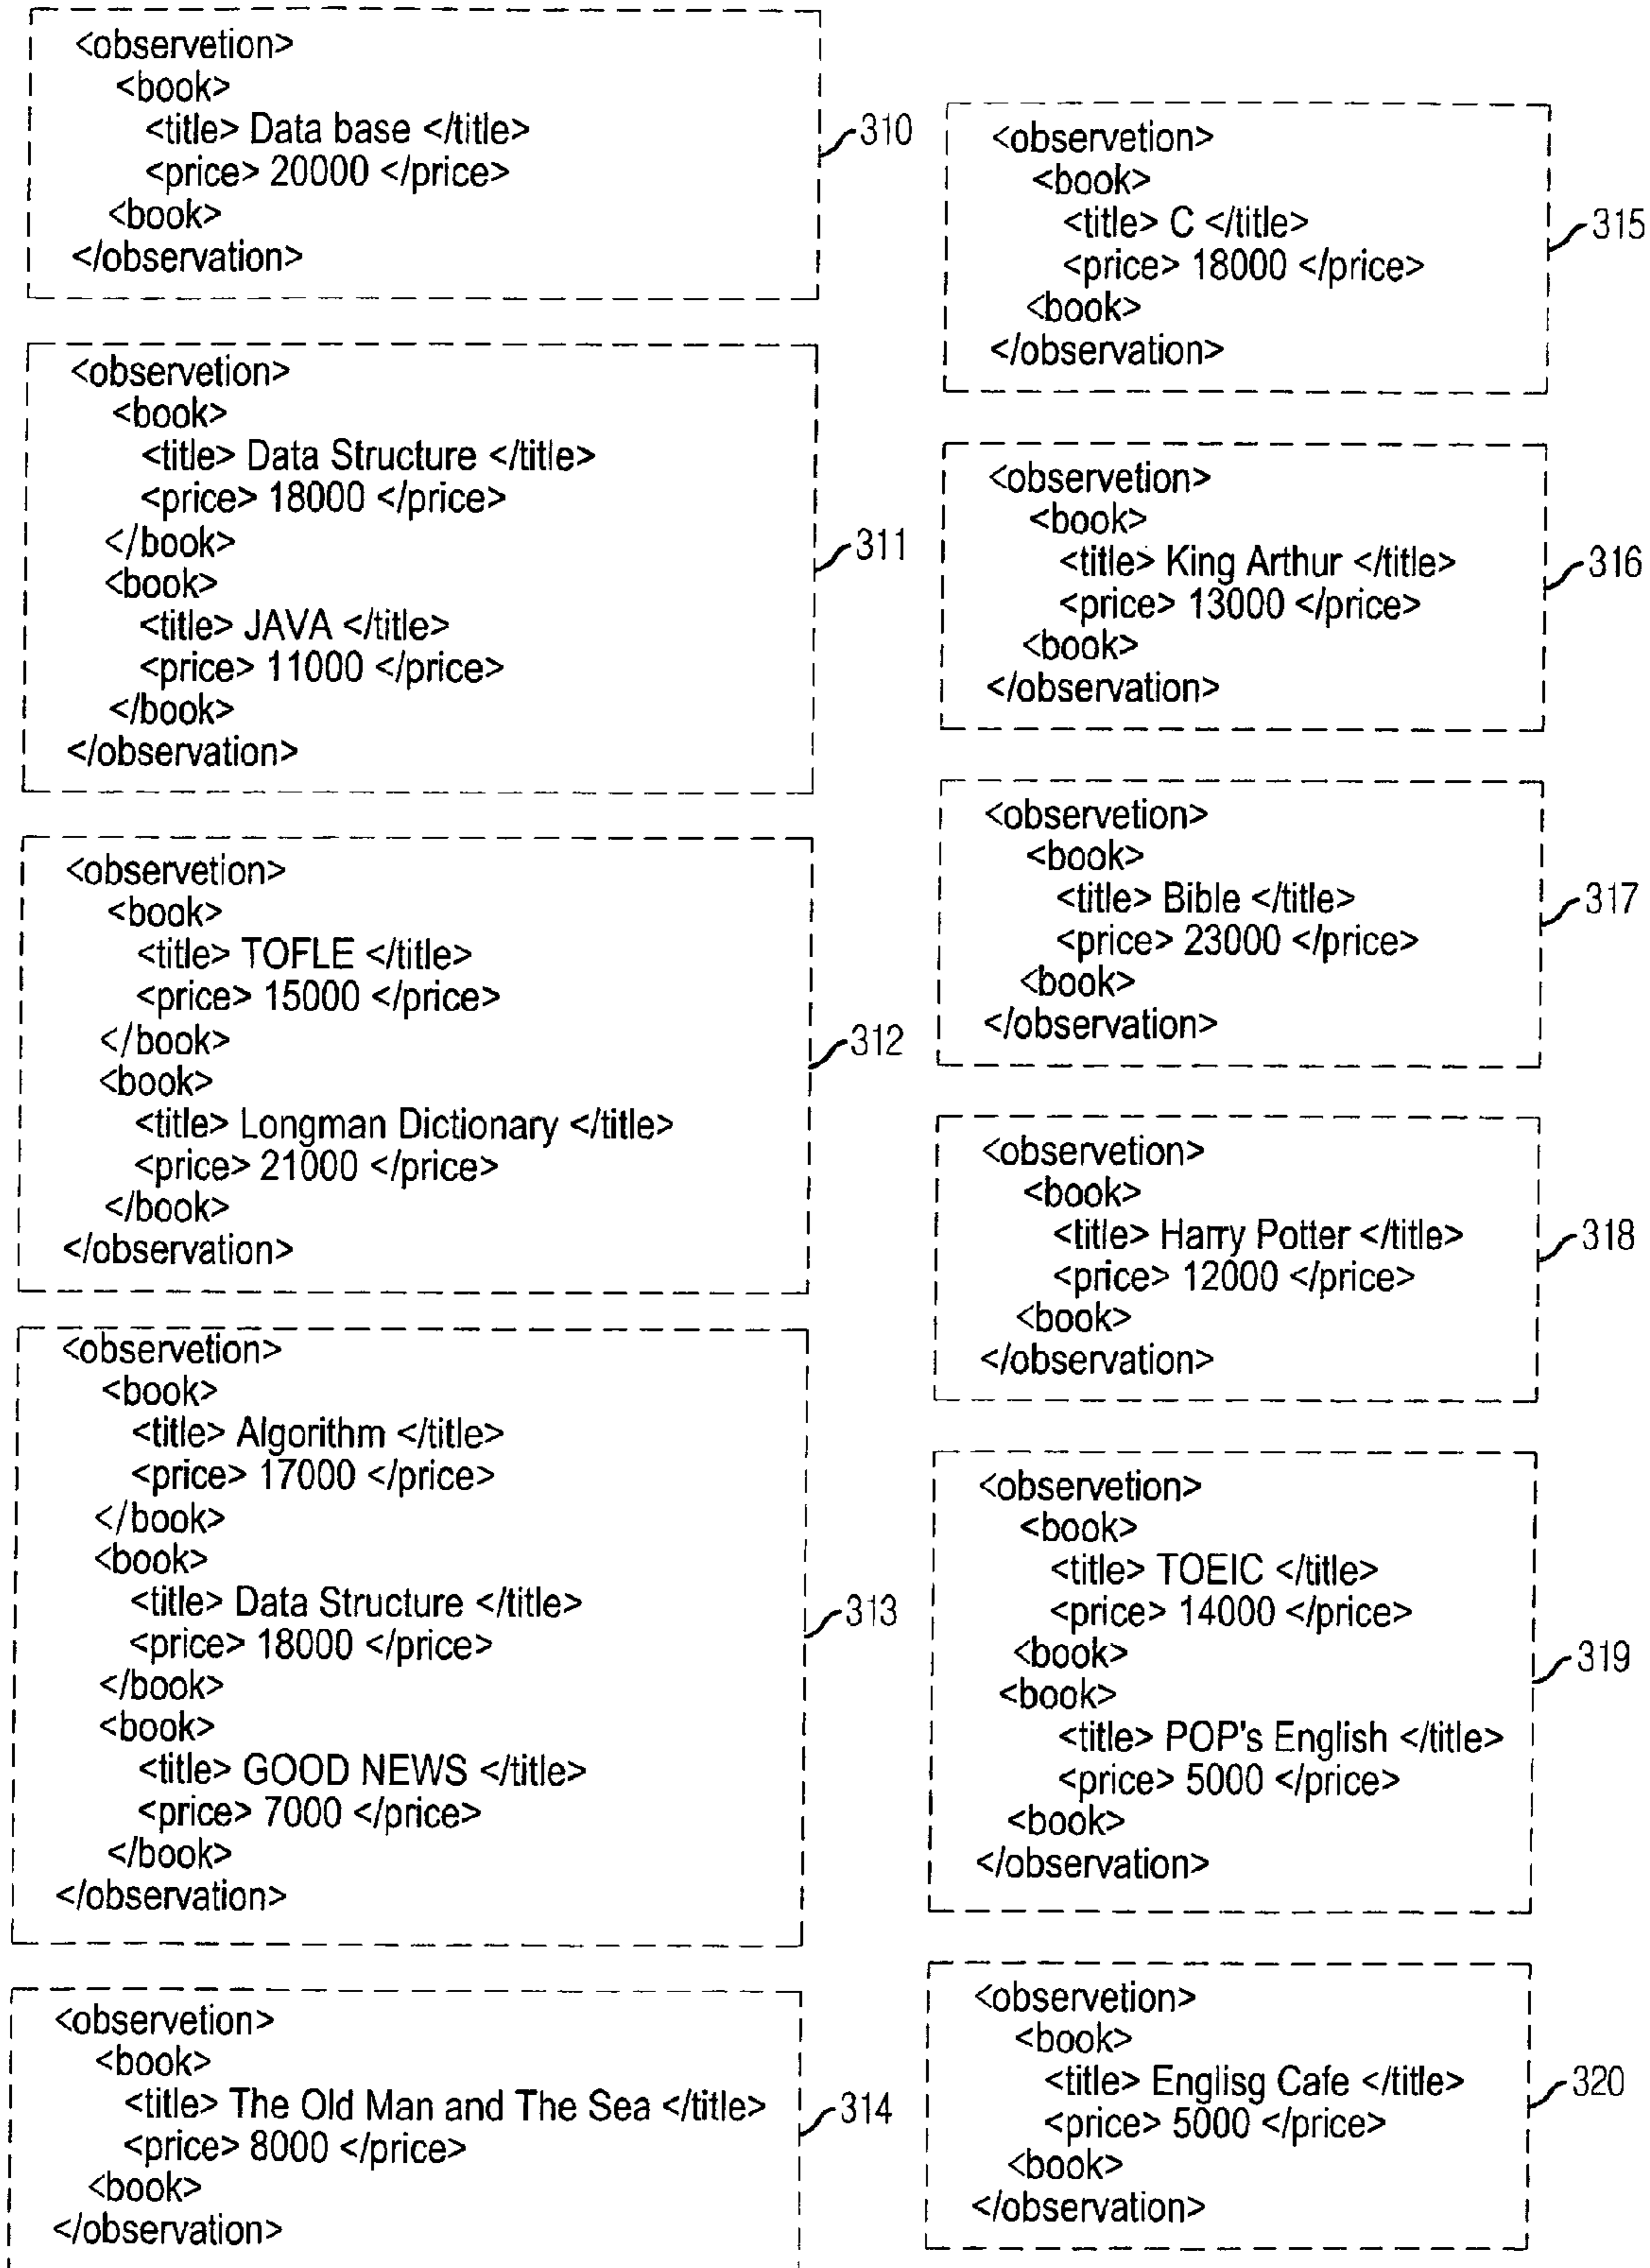 <observetion>
<book>
<title> Data base </title>
<price> 20000 </price>
<book>
</observation>
310
<observetion>
<book>
<title> Data Structure </title>
<price> 18000 </price>
</book>
<book>
<title> JAVA </title>
<price> 11000 </price>
</book>
</observation>
311
<observetion>
<book>
<title> TOFLE </title>
<price> 15000 </price>
</book>
<book>
<title> Longman Dictionary </title>
<price> 21000 </price>
</book>
</observation>
312
<observetion>
<book>
<title> Algorithm </title>
<price> 17000 </price>
</book>
<book>
<title> Data Structure </title>
<price> 18000 </price>
</book>
<book>
<title> GOOD NEWS </title>
<price> 7000 </price>
</book>
</observation>
313
<observetion>
<book>
<title> The Old Man and The Sea </title>
<price> 8000 </price>
<book>
</observation>
314
<observetion>
<book>
<title> C </title>
<price> 18000 </price>
<book>
</observation>
315
<observetion>
<book>
<title> King Arthur </title>
<price> 13000 </price>
<book>
</observation>
316
<observetion>
<book>
<title> Bible </title>
<price> 23000 </price>
<book>
</observation>
317
<observetion>
<book>
<title> Harry Potter </title>
<price> 12000 </price>
<book>
</observation>
318
<observetion>
<book>
<title> TOEIC </title>
<price> 14000 </price>
<book>
<book>
<title> POP's English </title>
<price> 5000 </price>
<book>
</observation>
319
<observetion>
<book>
<title> Englisg Cafe </title>
<price> 5000 </price>
<book>
</observation>
320